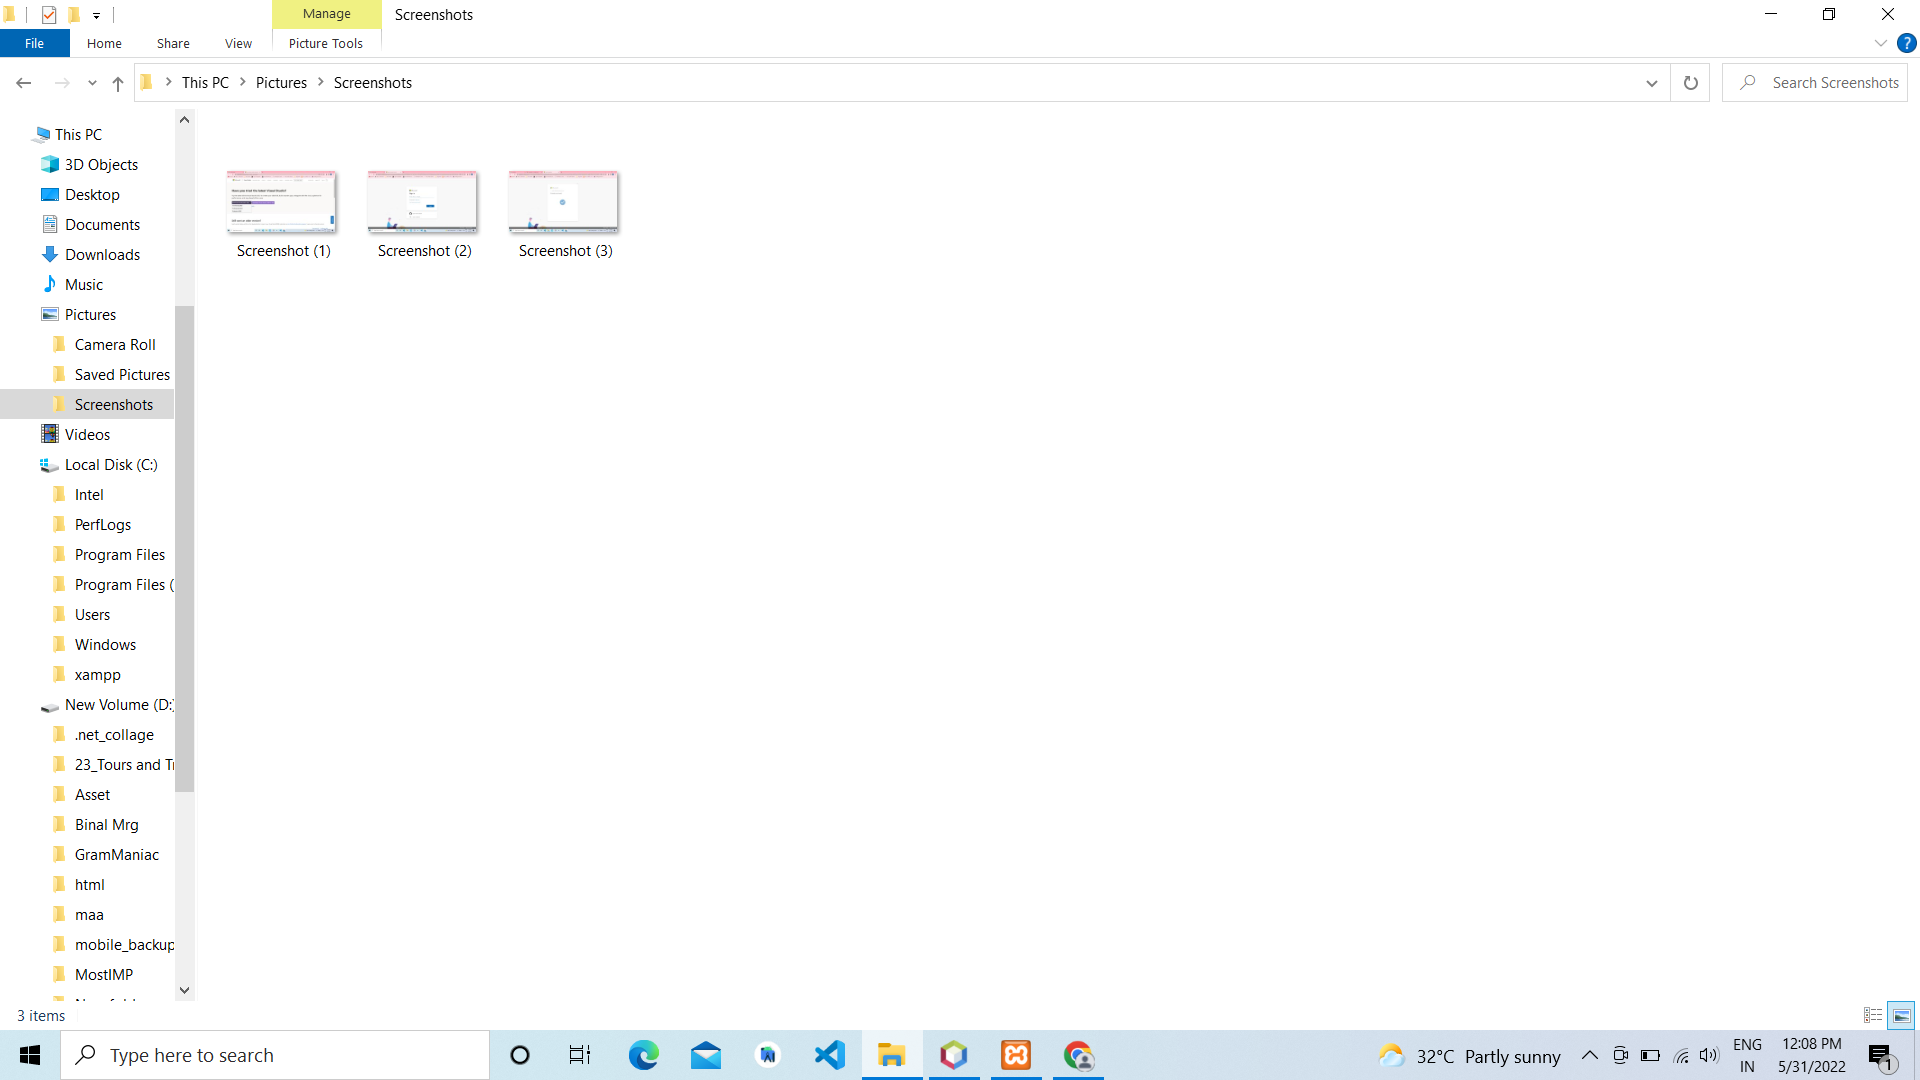 Manage
Screenshots
File
Home
Share
View
Picture Tools
?
This PC
Pictures
Screenshots
Search Screenshots
This PC
3D Objects
Desktop
Documents
Downloads
Music
Pictures
Camera Roll
Saved Pictures
Screenshots
Videos
Local Disk (C:)
Intel
PerfLogs
Program Files
Program Files (
Users
Windows
xampp
New Volume (D:)
.net_collage
23_Tours and Tr
Asset
Binal Mrg
GramManiac
html
maa
mobile_backup
MostIMP
Screenshot (1)
Screenshot (2)
Screenshot (3)
3 items
Type here to search
32°C Partly sunny
ENG
IN
12:08 PM
5/31/2022
1